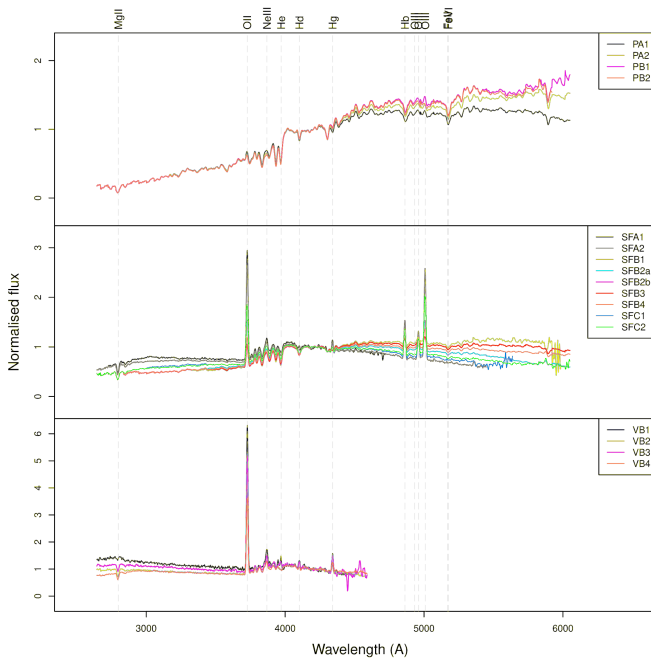 MgII OII NeIII He Hd Hg Hb OIII OIII
PA1
PA2
PB1
PB2
0 1 2
SFA1
SFA2
SFB1
SFB2a
SFB2b
SFB3
SFB4
SFC1
SFC2
0 1 2 3
Normalised flux
VB1
VB2
VB3
VB4
0 1 2 3 4 5 6
3000 4000 5000 6000
Wavelength (A)